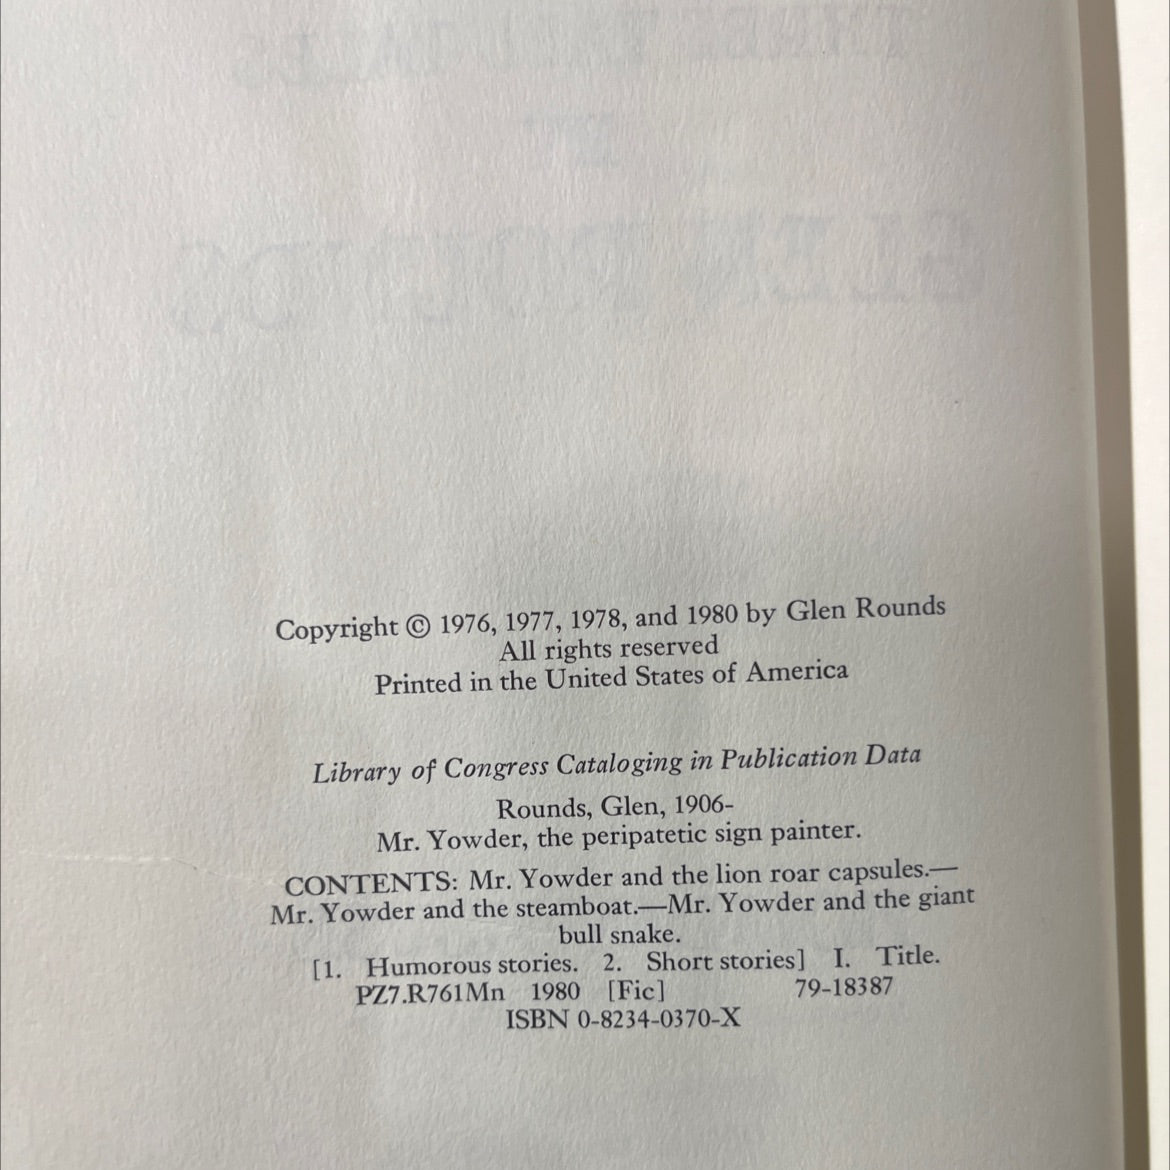 Copyright © 1976, 1977, 1978, and 1980 by Glen Rounds
All rights reserved
Printed in the United States of America
Library of Congress Cataloging in Publication Data
Rounds, Glen, 1906-
Mr. Yowder, the peripatetic sign painter.
CONTENTS: Mr. Yowder and the lion roar capsules.—
Mr. Yowder and the steamboat.—Mr. Yowder and the giant
bull snake.
[1. Humorous stories. 2. Short stories] I. Title.
PZ7.R761Mn 1980 [Fic] 79-18387
ISBN 0-8234-0370-X